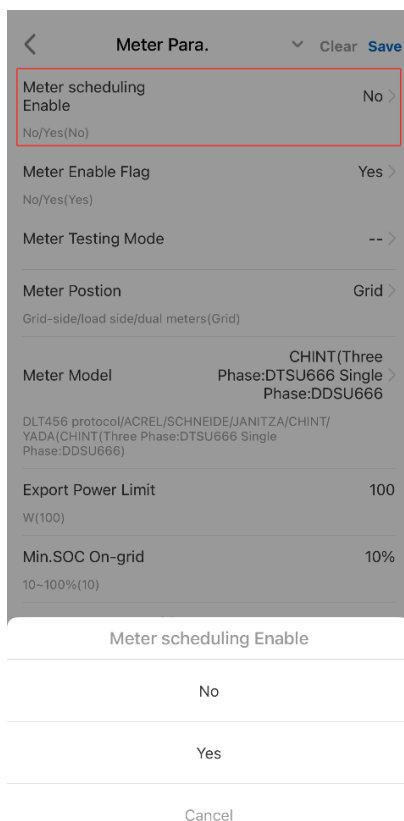 Meter Para.
Clear Save
Meter scheduling
Enable
No
No/Yes(No)
Meter Enable Flag
Yes
No/Yes(Yes)
Meter Testing Mode
--
Meter Postion
Grid
Grid-side/load side/dual meters(Grid)
CHINT(Three
Meter Model
Phase:DTSU666 Single
Phase:DDSU666
DLT456 protocol/ACREL/SCHNEIDE/JANITZA/CHINT/
YADA(CHINT(Three Phase:DTSU666 Single
Phase:DDSU666)
Export Power Limit
100
W(100)
Min.SOC On-grid
10%
10~100%(10)
Meter scheduling Enable
No
Yes
Cancel